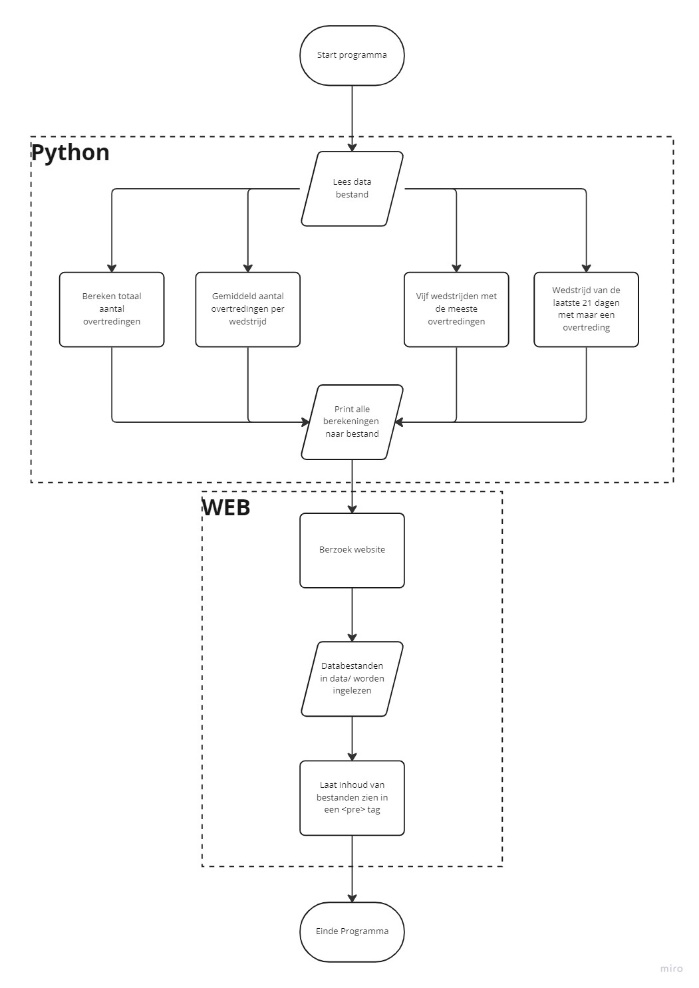 Start programma
Python
Lees data
bestand
Bereken totaal
aantal
overtredingen
Gemiddeld aantal
overtredingen per
wedstrijd
Vijf wedstrijden met
de meeste
overtredingen
Wedstrijd van de
laatste 21 dagen
met maar een
overtreding
Print alle
berekeningen
naar bestand
WEB
Berzoek website
Databestanden
in data/ worden
ingelezen
Laat inhoud van
bestanden zien in
een <pre> tag
Einde Programma
miro